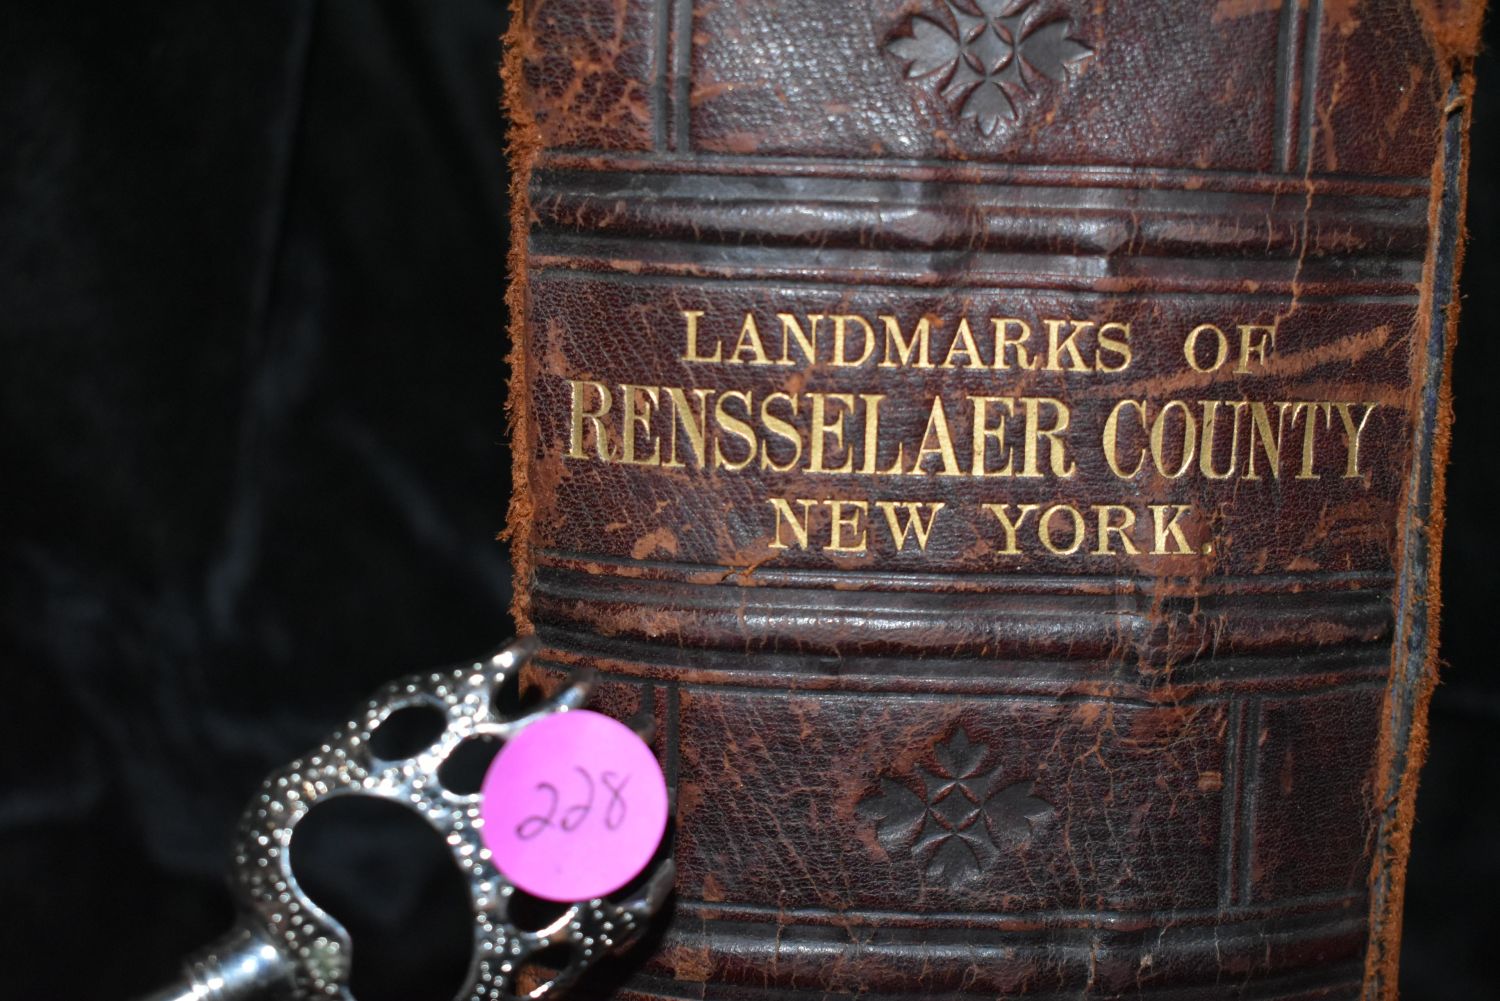 LANDMARKS OF
RENSSELAER COUNTY
NEW YORK.
228